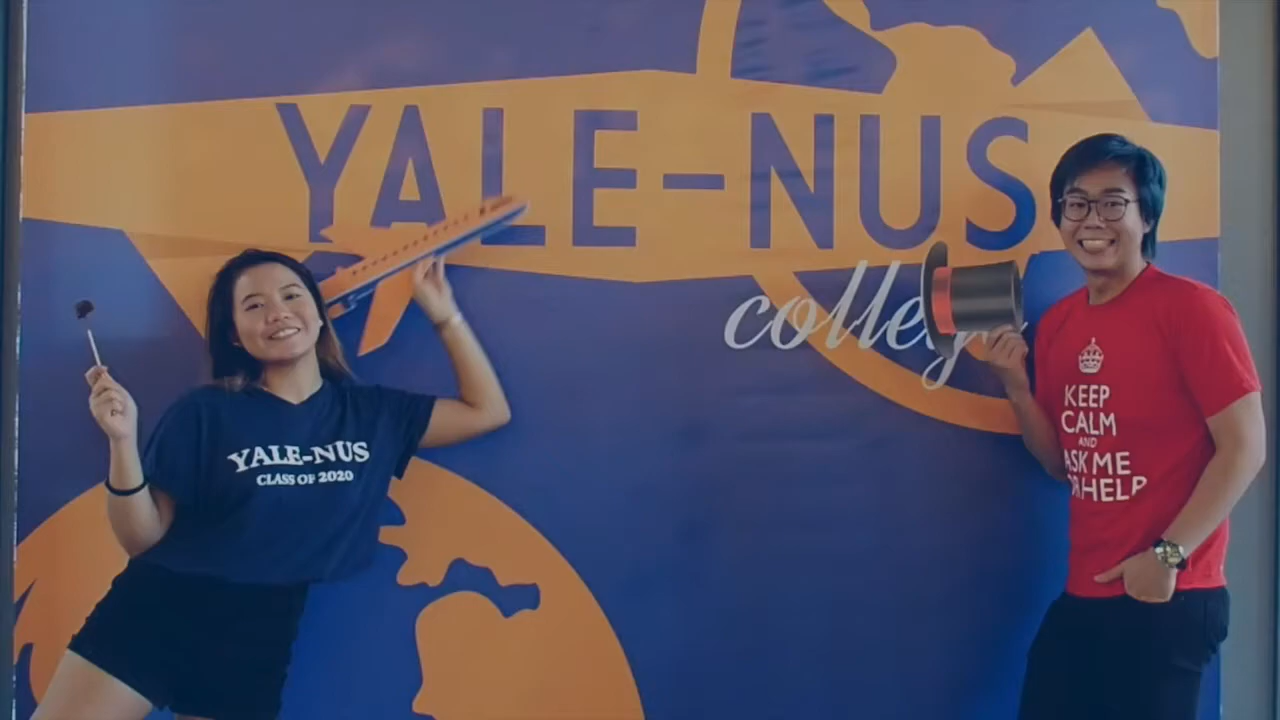 YALE-NUS
college
YALE-NUS
CLASS OF 2020
KEEP
CALM
AND
ASK ME
FOR HELP